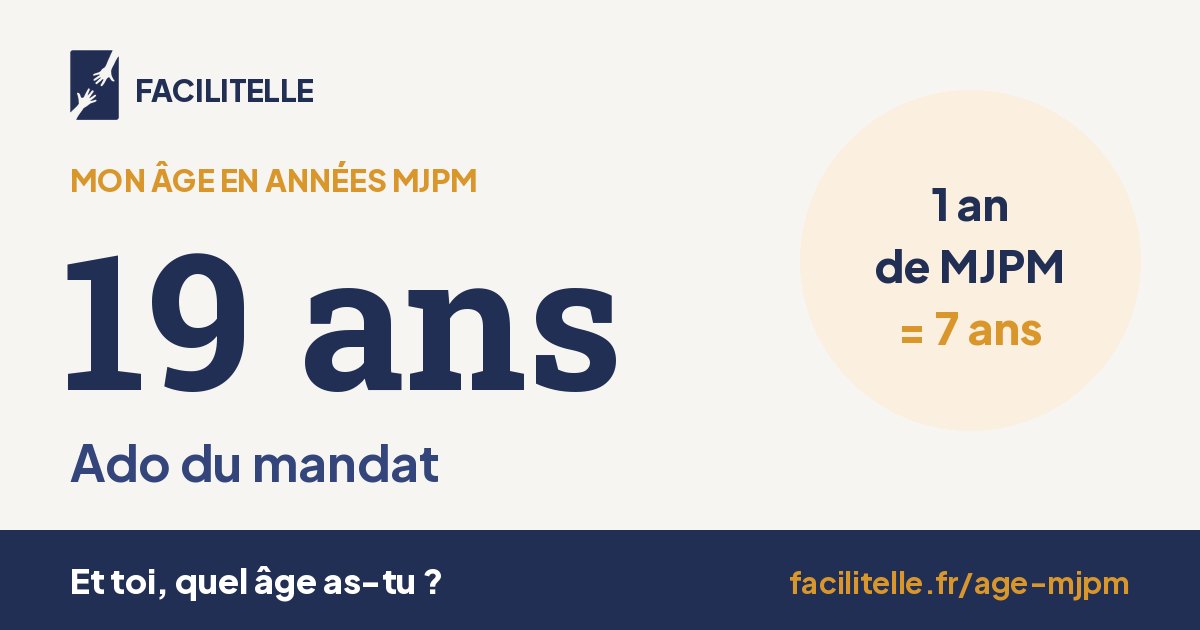 FACILITELLE
MON ÂGE EN ANNÉES MJPM
19 ans
Ado du mandat
1 an
de MJPM
= 7 ans
Et toi, quel âge as-tu ?
facilitelle.fr/age-mjpm